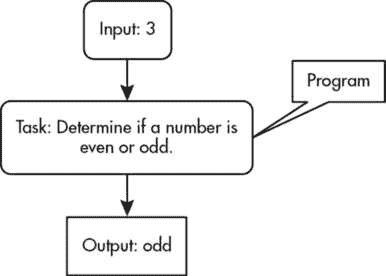 Input: 3
Program
Task: Determine if a number is
even or odd.
Output: odd